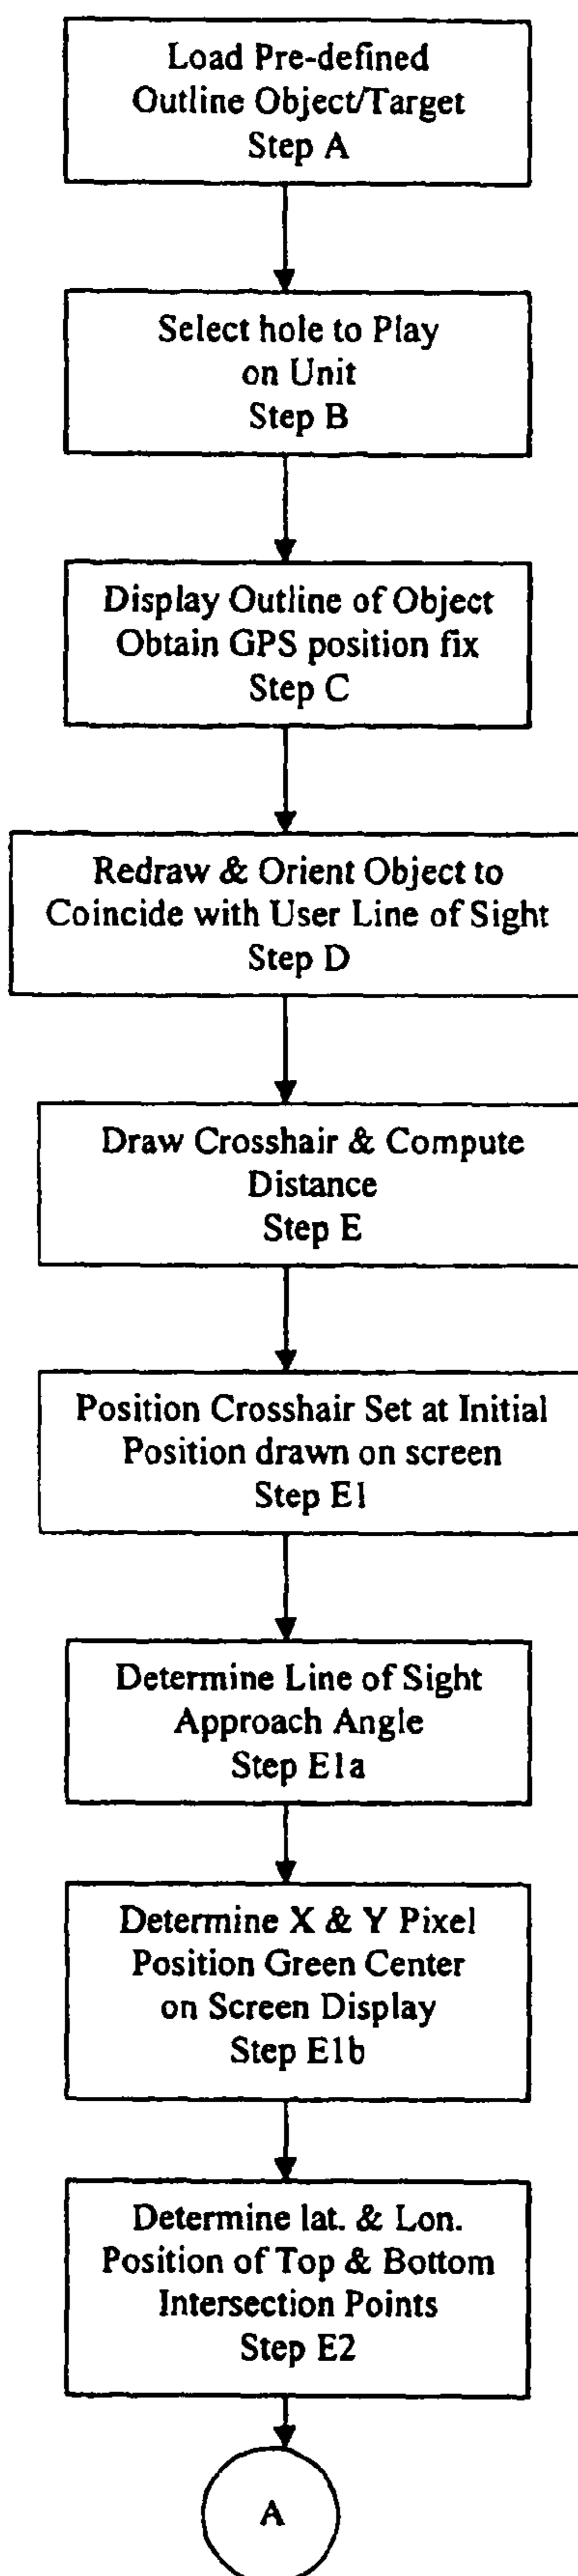 Load Pre-defined
Outline Object/Target
Step A
Select hole to Play
on Unit
Step B
Display Outline of Object
Obtain GPS position fix
Step C
Redraw & Orient Object to
Coincide with User Line of Sight
Step D
Draw Crosshair & Compute
Distance
Step E
Position Crosshair Set at Initial
Position drawn on screen
Step E1
Determine Line of Sight
Approach Angle
Step E1a
Determine X & Y Pixel
Position Green Center
on Screen Display
Step E1b
Determine lat. & Lon.
Position of Top & Bottom
Intersection Points
Step E2
A